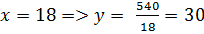 x = 18 => y = 540/18 = 30